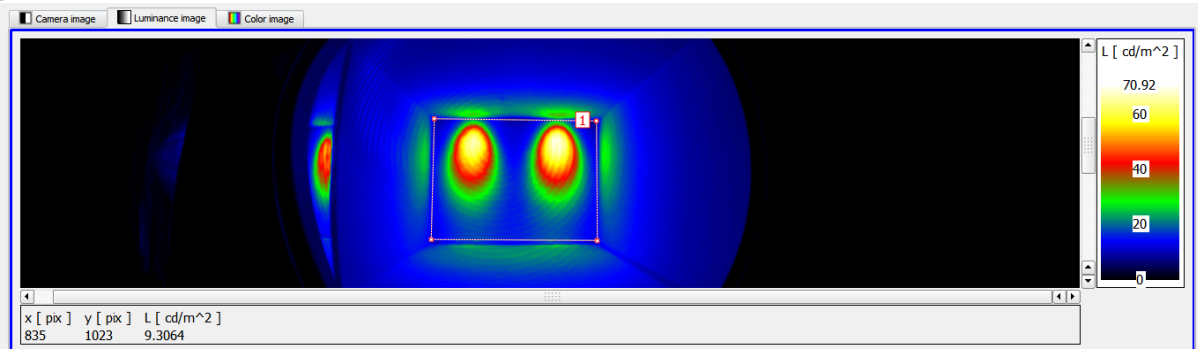 Camera image Luminance image Color image
L [ cd/m^2 ]
70.92
60
40
20
0
1
x [ pix ] y [ pix ] L [ cd/m^2 ]
835 1023 9.3064